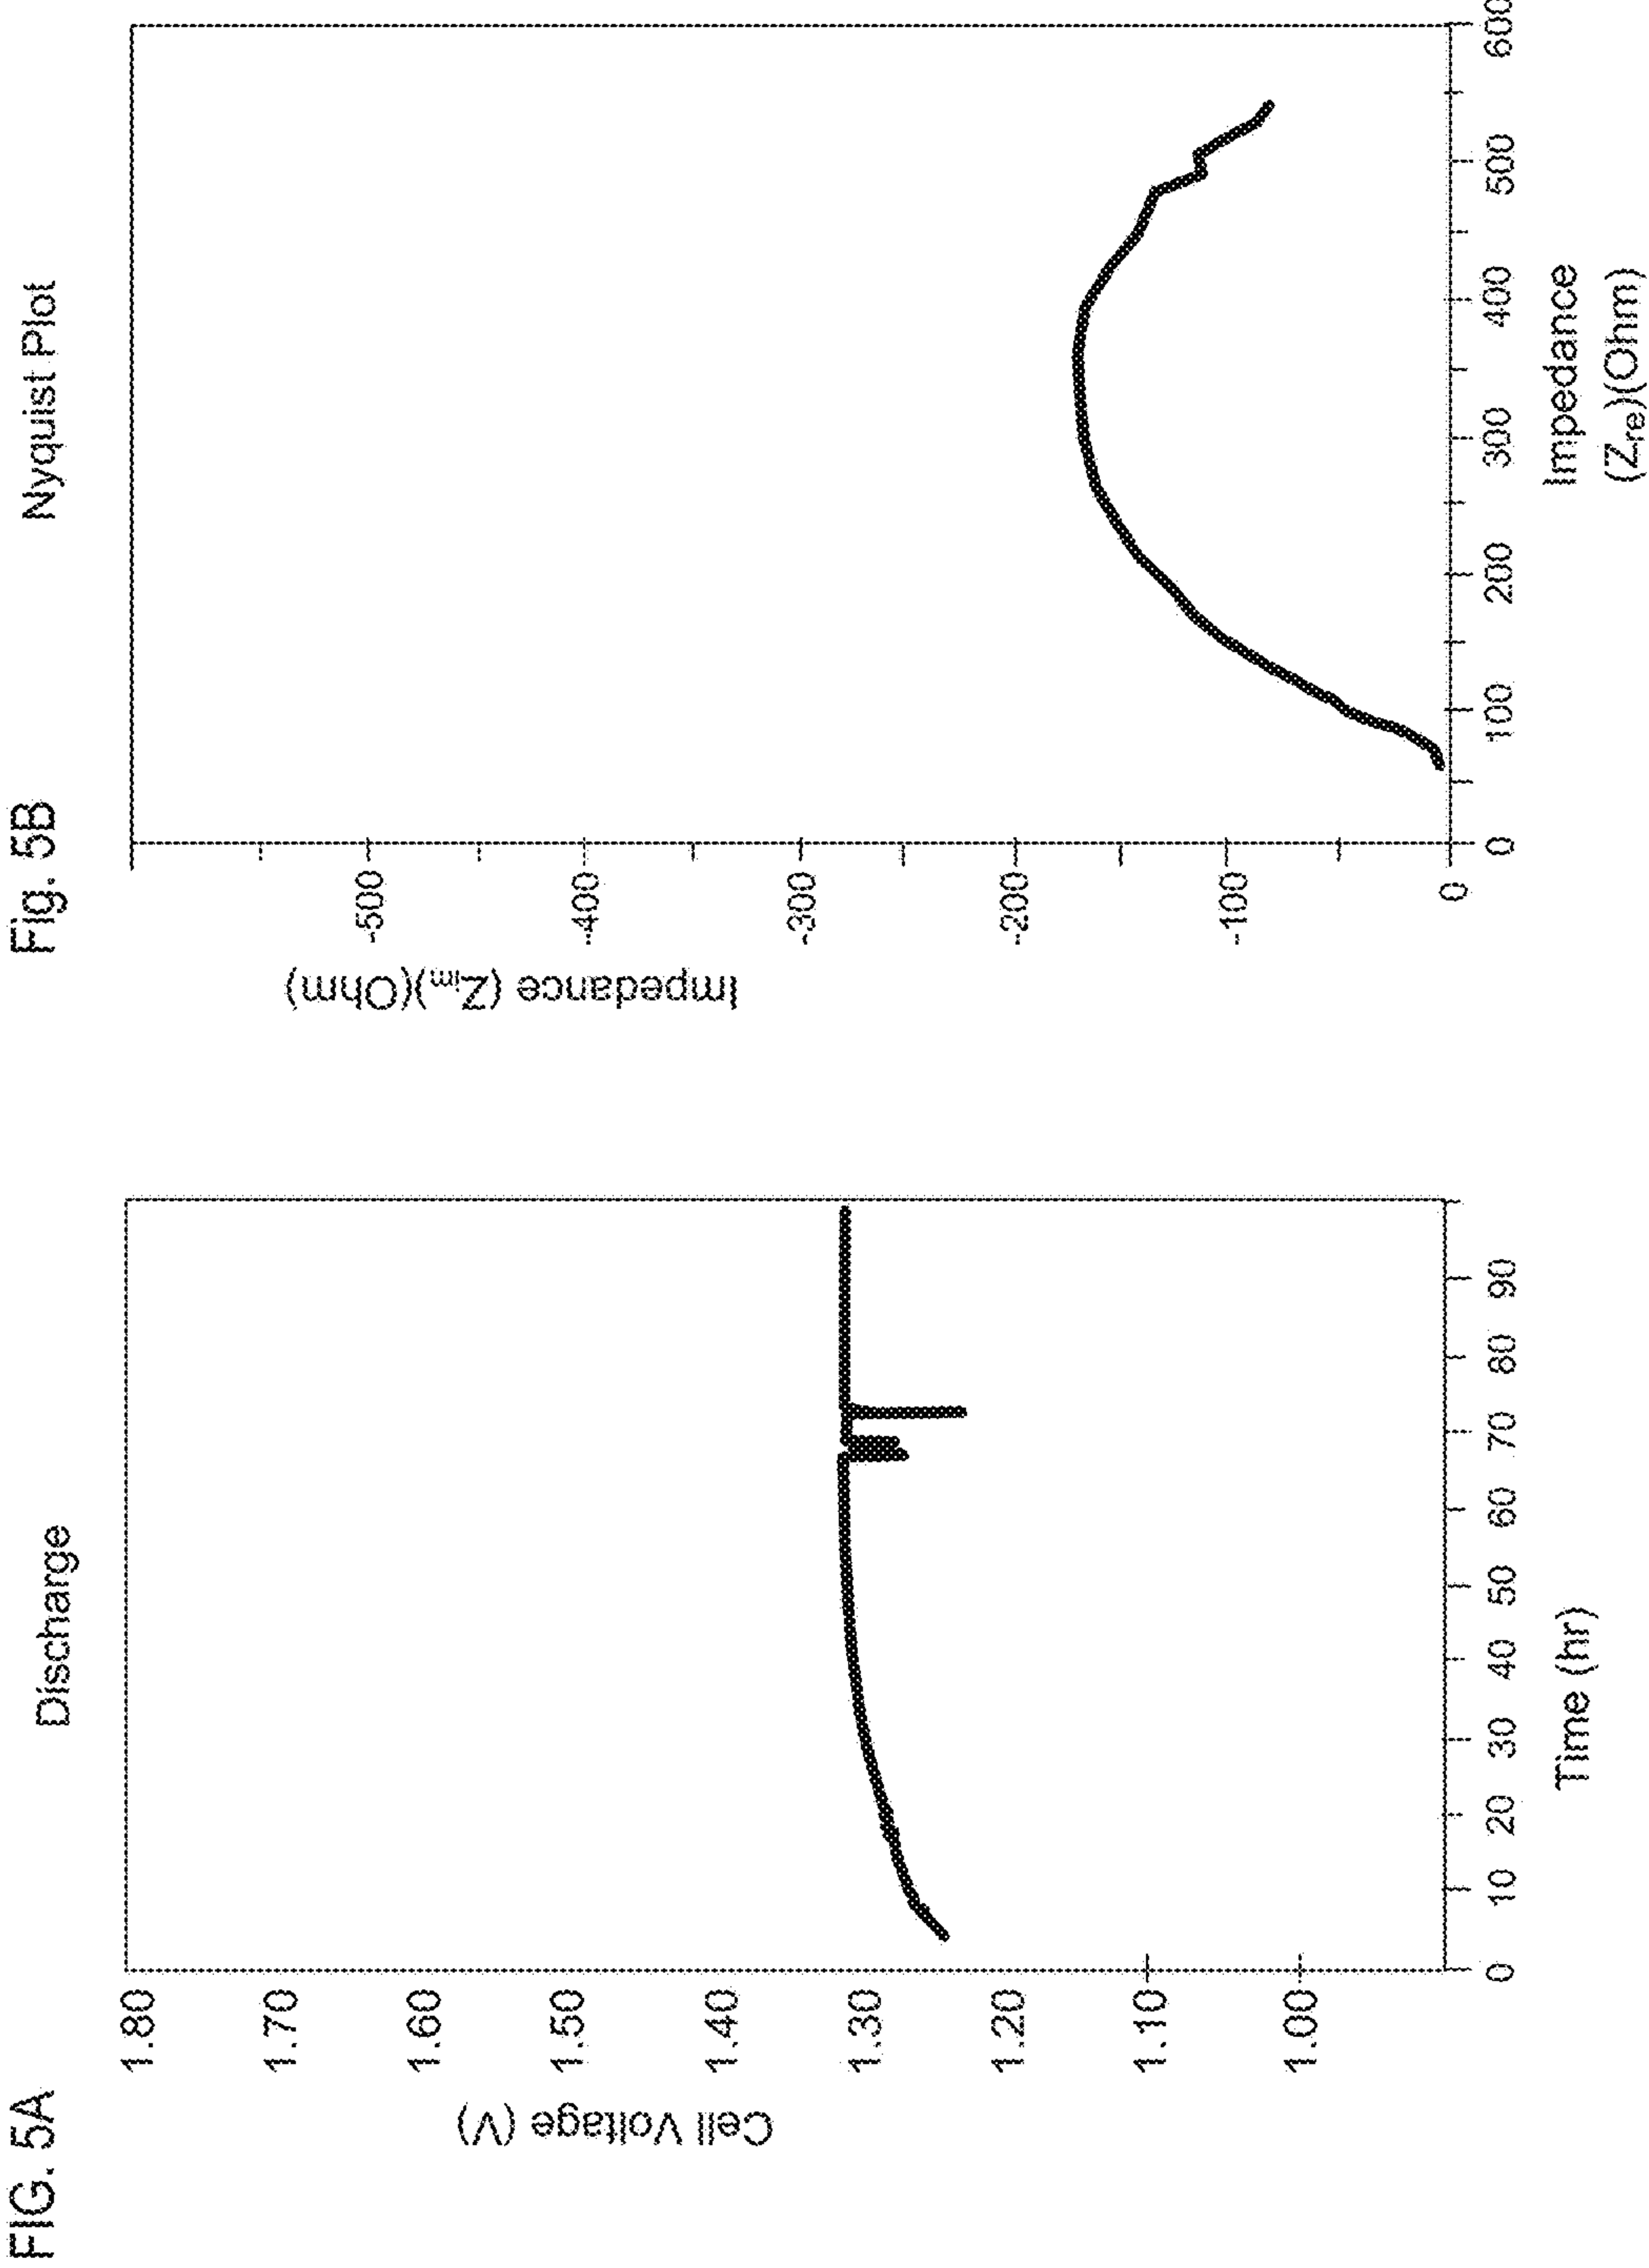 FIG. 5A
Discharge
Cell Voltage (V)
1.80
1.70
1.60
1.50
1.40
1.30
1.20
1.10
1.00
0 10 20 30 40 50 60 70 80 90
Time (hr)
Fig. 5B
Nyquist Plot
Impedance (Zim)(Ohm)
-500
-400
-300
-200
-100
0
0 100 200 300 400 500 600
Impedance
(Zre)(Ohm)